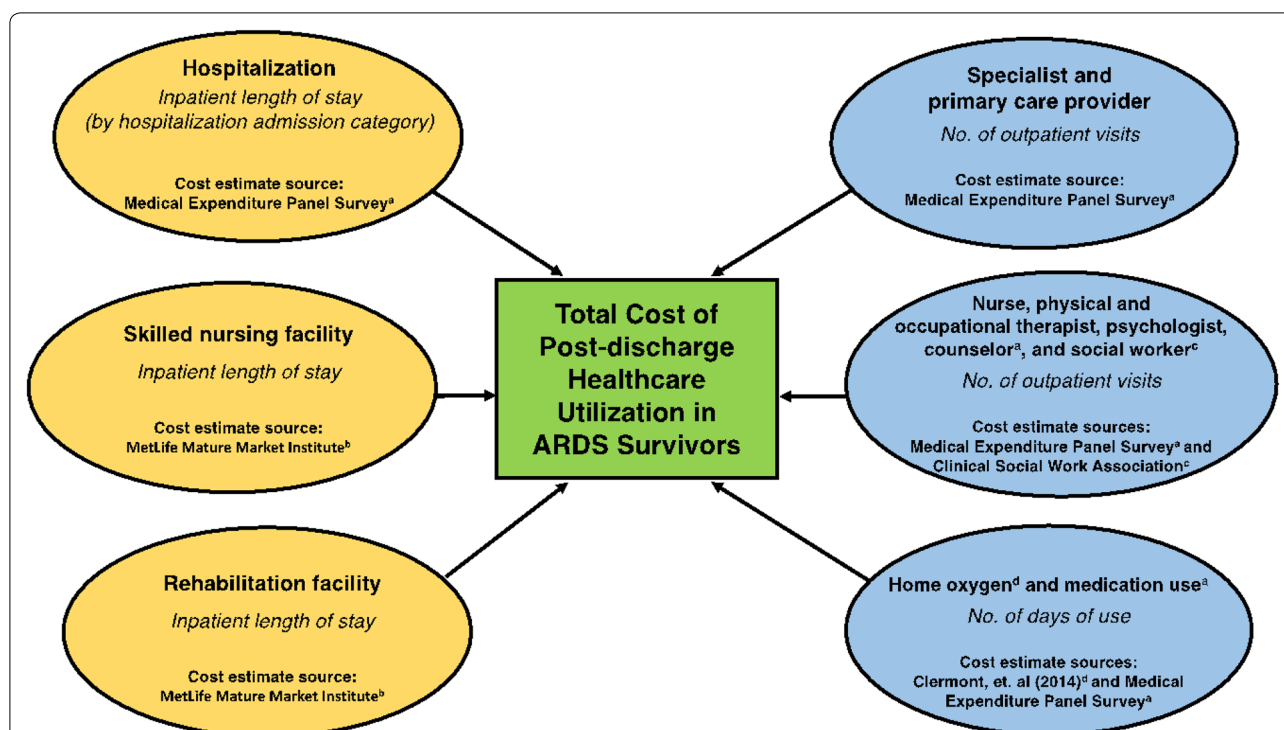 Hospitalization
Inpatient length of stay
(by hospitalization admission category)
Cost estimate source:
Medical Expenditure Panel Surveyᵃ
Specialist and
primary care provider
No. of outpatient visits
Cost estimate source:
Medical Expenditure Panel Surveyᵃ
Skilled nursing facility
Inpatient length of stay
Cost estimate source:
MetLife Mature Market Instituteᵇ
Total Cost of
Post-discharge
Healthcare
Utilization in
ARDS Survivors
Nurse, physical and
occupational therapist, psychologist,
counselorᵃ, and social workerᶜ
No. of outpatient visits
Cost estimate sources:
Medical Expenditure Panel Surveyᵃ and
Clinical Social Work Associationᶜ
Rehabilitation facility
Inpatient length of stay
Cost estimate source:
MetLife Mature Market Instituteᵇ
Home oxygenᵈ and medication useᵃ
No. of days of use
Cost estimate sources:
Clermont, et. al (2014)ᵈ and Medical
Expenditure Panel Surveyᵃ